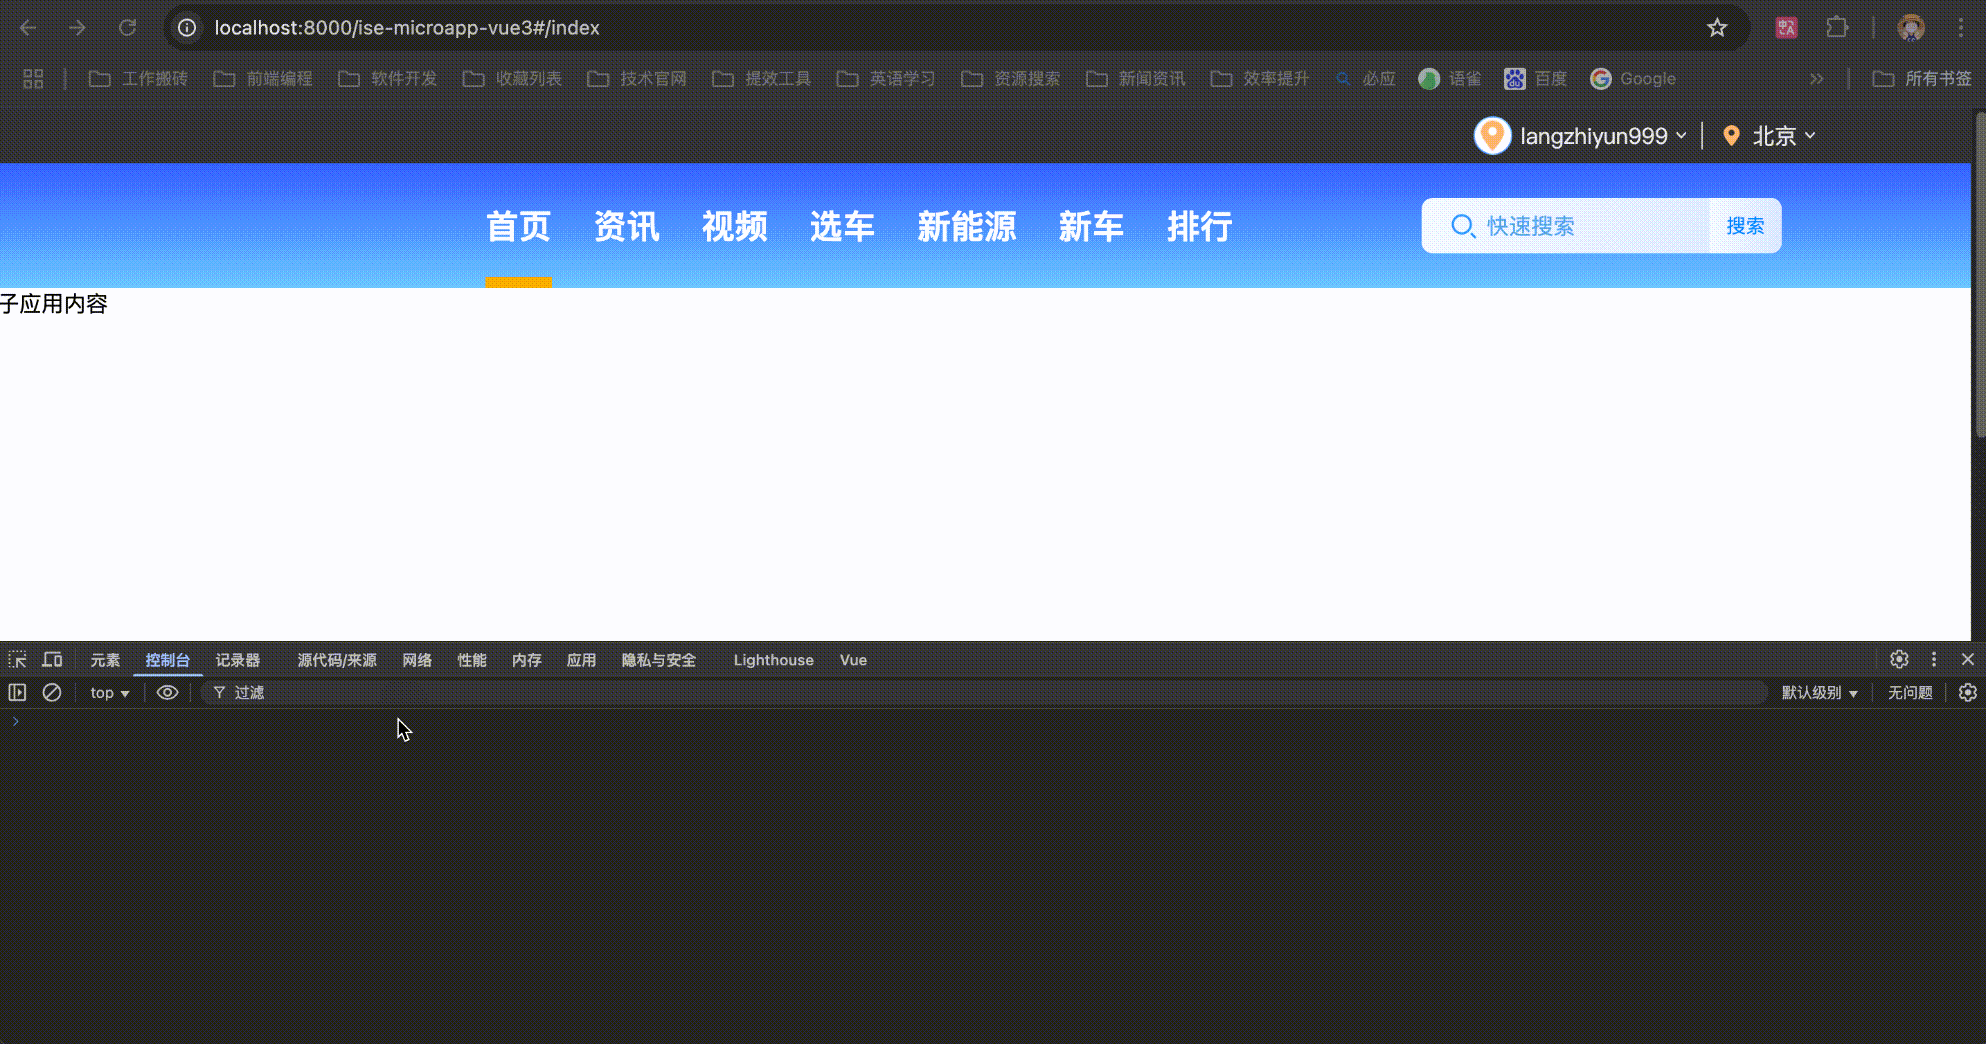 localhost:8000/ise-microapp-vue3#/index
工作搬砖 前端编程 软件开发 收藏列表 技术官网 提效工具 英语学习 资源搜索 新闻资讯 效率提升 必应 语雀 百度 Google 所有书签
langzhiyun999 北京
首页 资讯 视频 选车 新能源 新车 排行 快速搜索 搜索
子应用内容
元素 控制台 记录器 源代码/来源 网络 性能 内存 应用 隐私与安全 Lighthouse Vue
top 过滤 默认级别 无问题